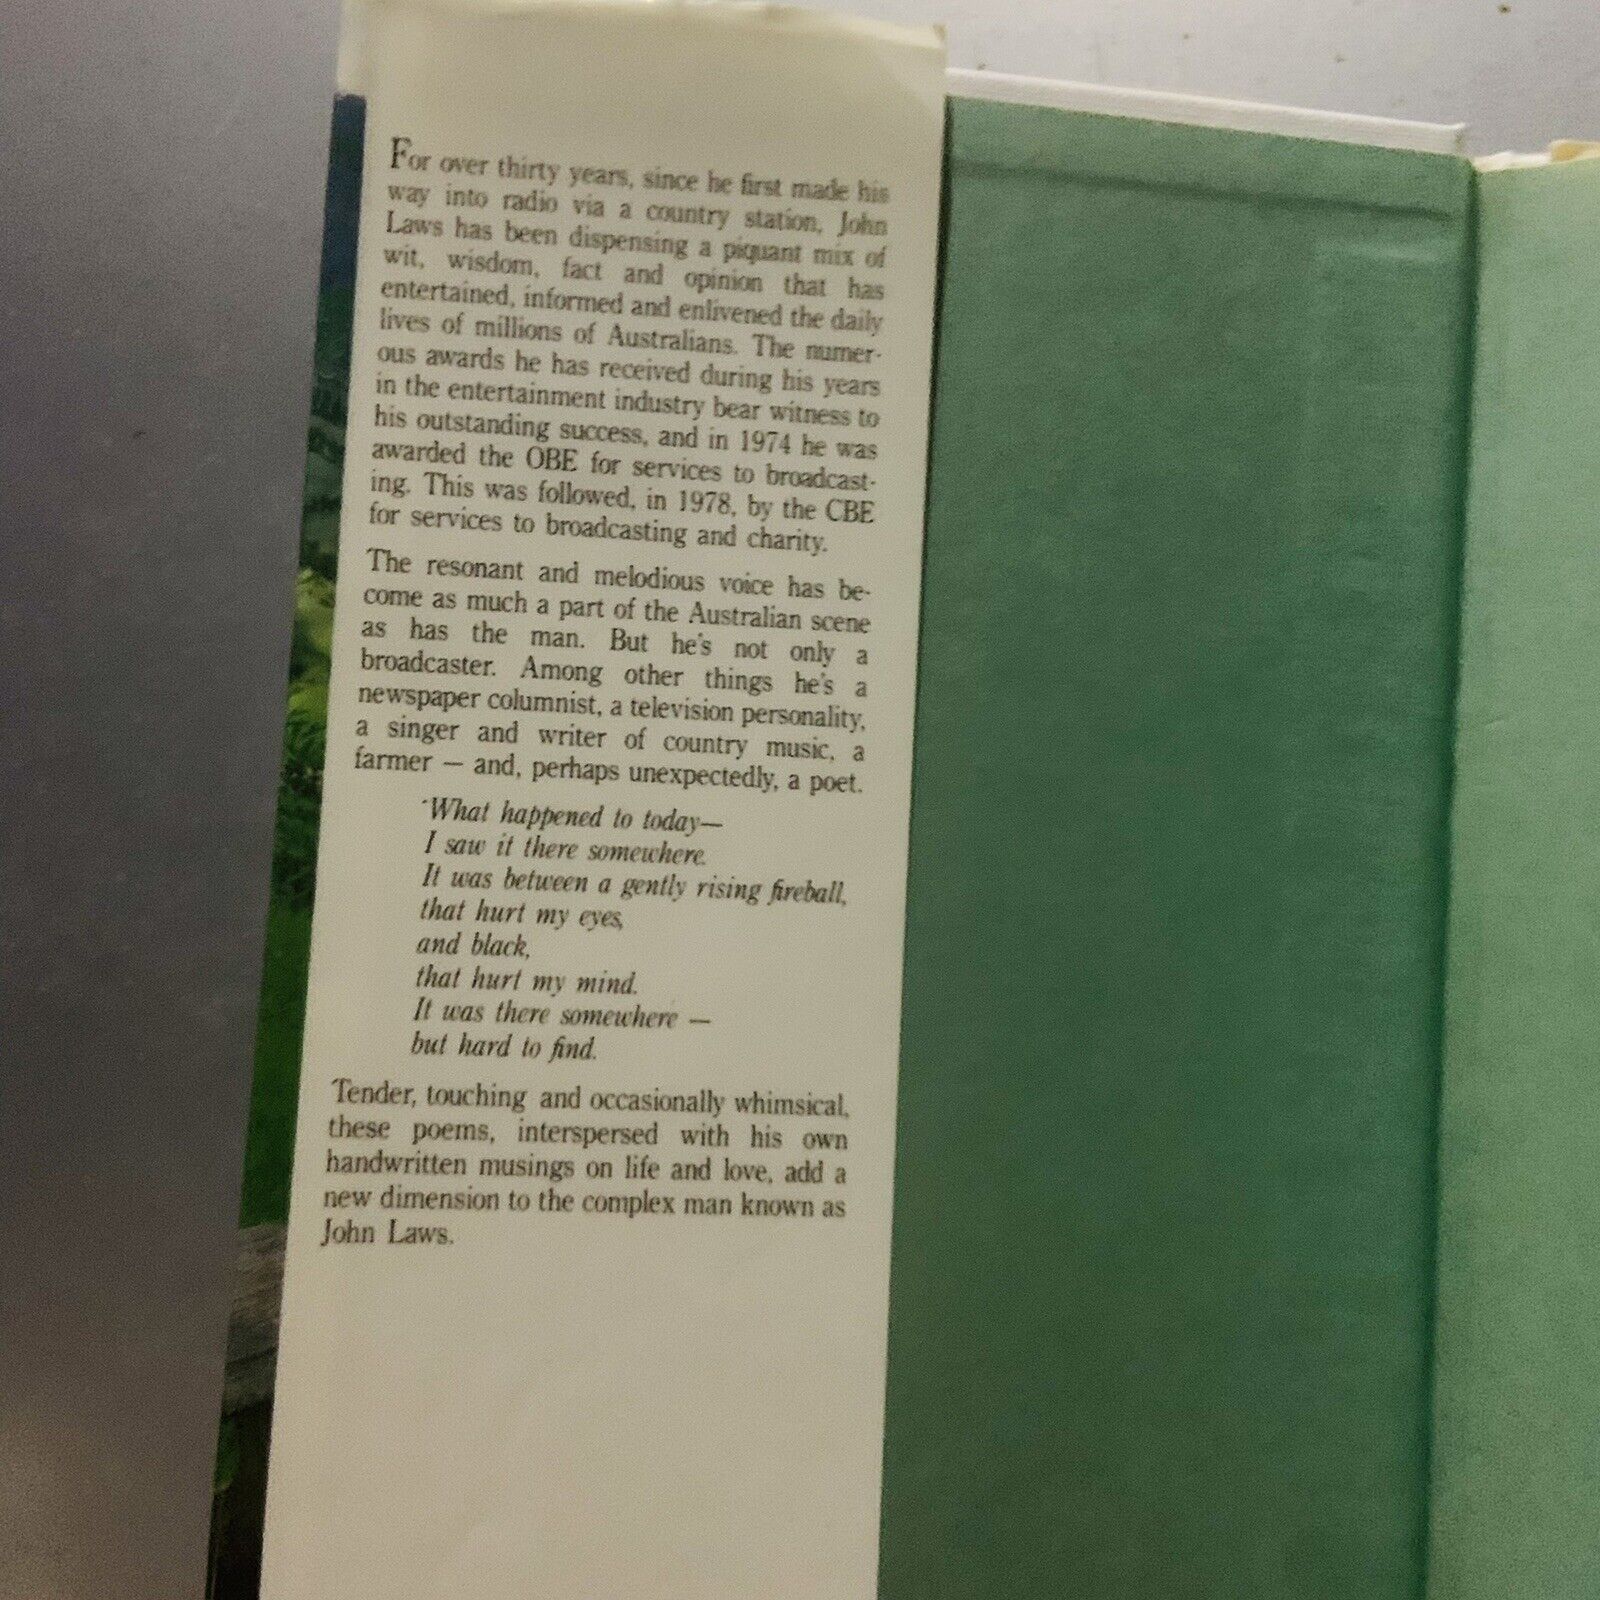 For over thirty years, since he first made his
way into radio via a country station, John
Laws has been dispensing a piquant mix of
wit, wisdom, fact and opinion that has
entertained, informed and enlivened the daily
lives of millions of Australians. The numer-
ous awards he has received during his years
in the entertainment industry bear witness to
his outstanding success, and in 1974 he was
awarded the OBE for services to broadcast-
ing. This was followed, in 1978, by the CBE
for services to broadcasting and charity.
The resonant and melodious voice has be-
come as much a part of the Australian scene
as has the man. But he's not only a
broadcaster. Among other things he's a
newspaper columnist, a television personality,
a singer and writer of country music, a
farmer — and, perhaps unexpectedly, a poet.
'What happened to today—
I saw it there somewhere.
It was between a gently rising fireball,
that hurt my eyes,
and black,
that hurt my mind.
It was there somewhere —
but hard to find.
Tender, touching and occasionally whimsical,
these poems, interspersed with his own
handwritten musings on life and love, add a
new dimension to the complex man known as
John Laws.